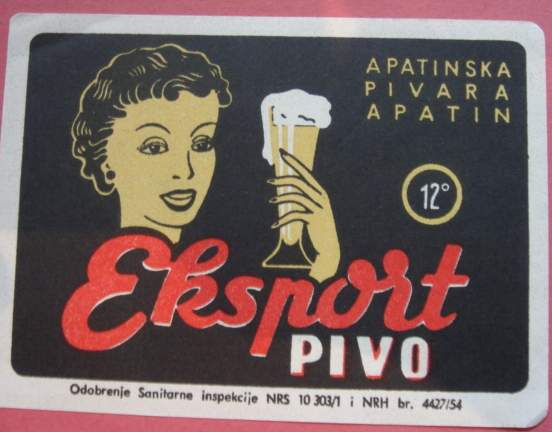 APATINSKA
PIVARA
APATIN
12°
Eksport
PIVO
Odobrenje Sanitarne inspekcije NRS 10 303/1 i NRH br. 4427/54